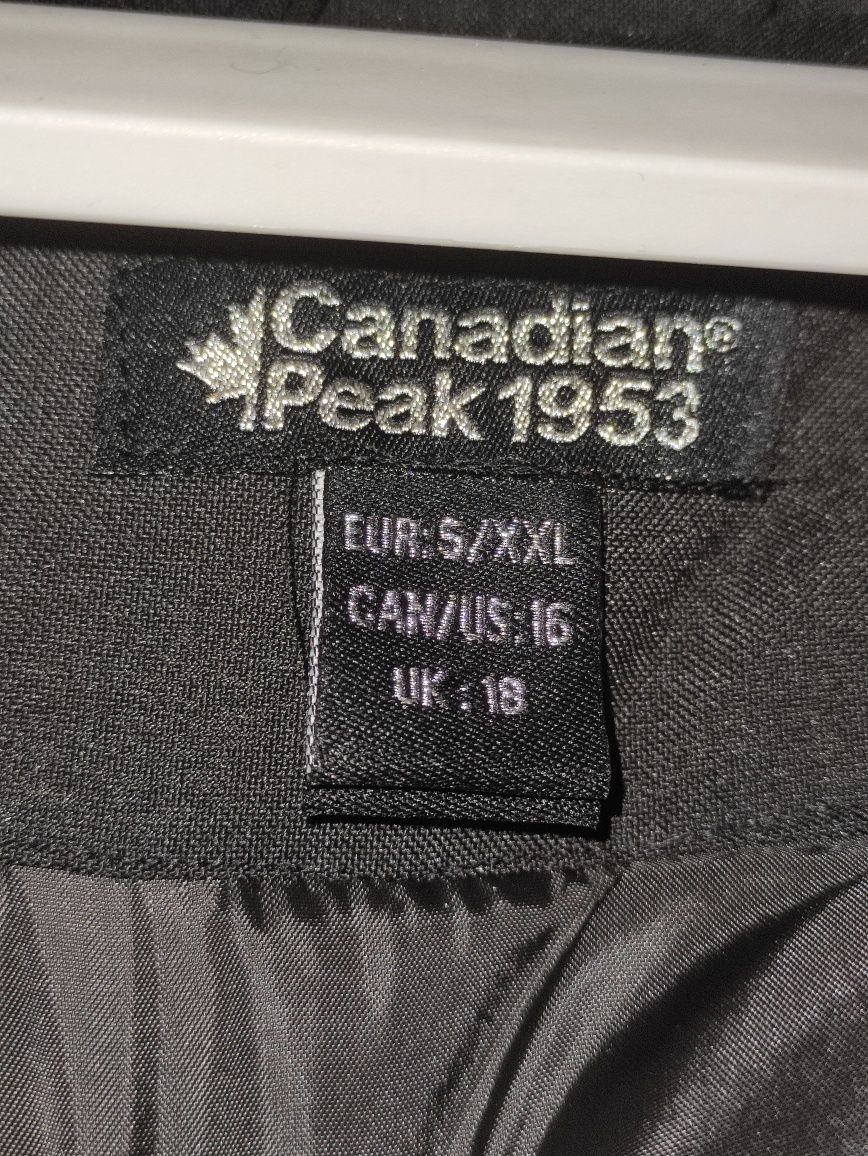 Canadian®
Peak 1953
EUR: 5/XXL
CAN/US: 16
UK: 18